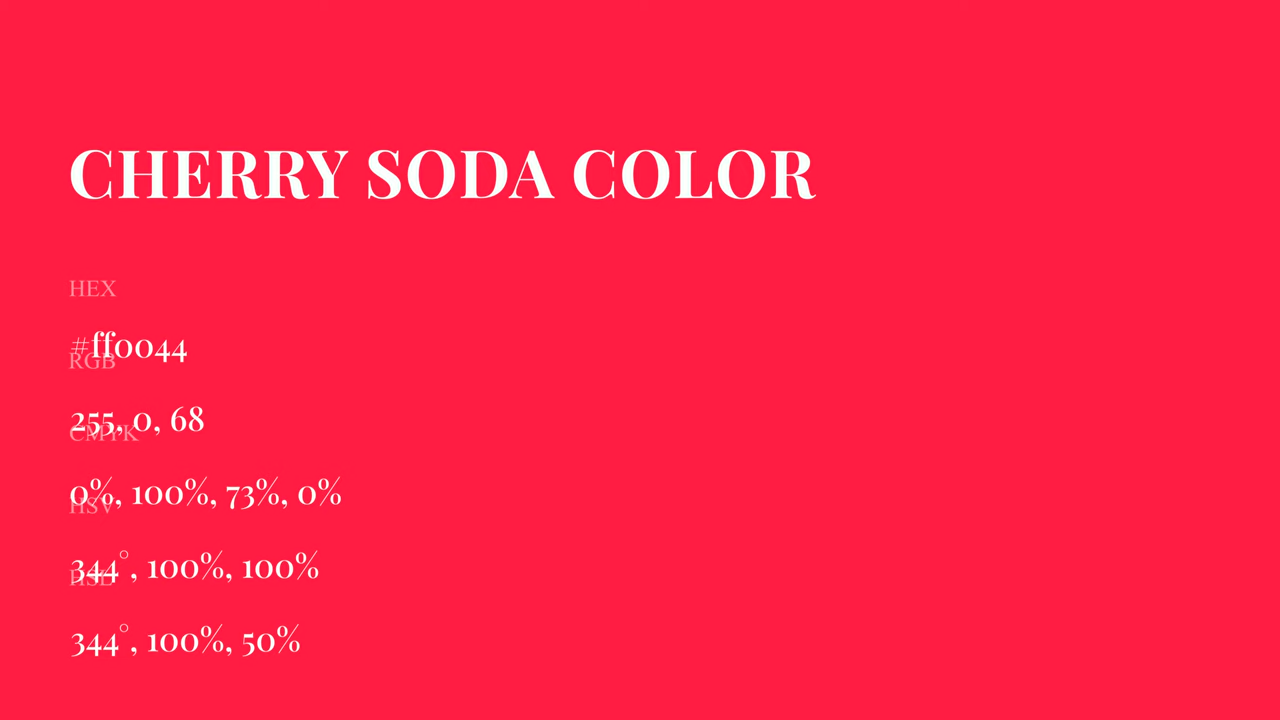 CHERRY SODA COLOR
HEX
#ff0044
RGB
255, 0, 68
CMYK
0%, 100%, 73%, 0%
HSV
344°, 100%, 100%
HSL
344°, 100%, 50%